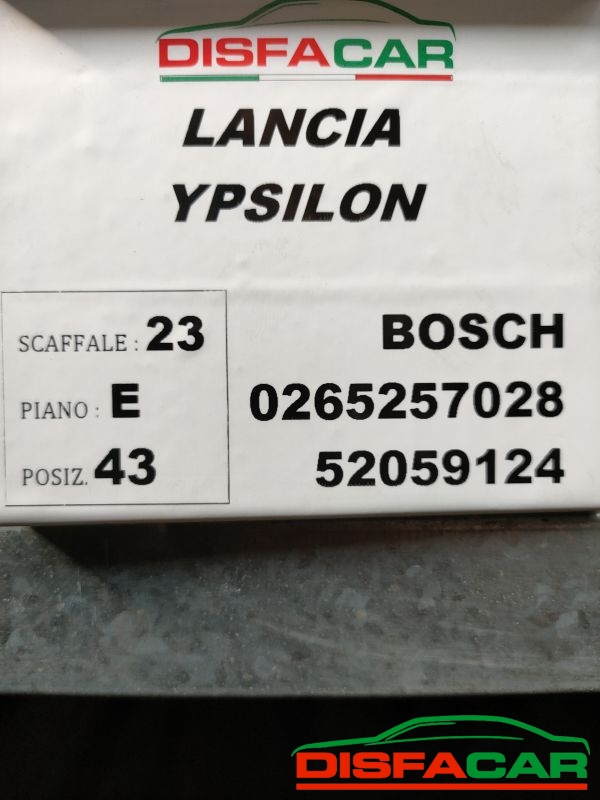 DISFACAR
LANCIA
YPSILON
SCAFFALE : 23
PIANO : E
POSIZ. 43
BOSCH
0265257028
52059124
DISFACAR